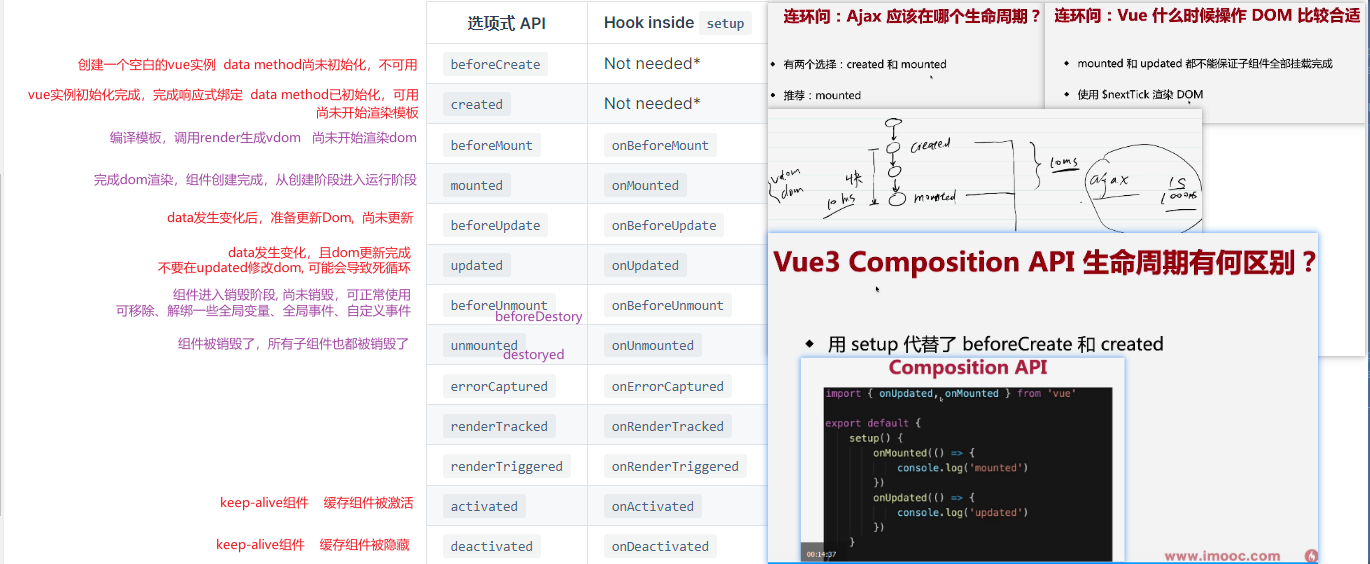 选项式 API
Hook inside setup
创建一个空白的vue实例 data method尚未初始化，不可用
beforeCreate
Not needed*
vue实例初始化完成，完成响应式绑定 data method已初始化，可用
尚未开始渲染模板
created
Not needed*
编译模板，调用render生成vdom 尚未开始渲染dom
beforeMount
onBeforeMount
完成dom渲染，组件创建完成，从创建阶段进入运行阶段
mounted
onMounted
data发生变化后，准备更新Dom, 尚未更新
beforeUpdate
onBeforeUpdate
data发生变化，且dom更新完成
不要在updated修改dom, 可能会导致死循环
updated
onUpdated
组件进入销毁阶段, 尚未销毁，可正常使用
可移除、解绑一些全局变量、全局事件、自定义事件
beforeUnmount
beforeDestory
onBeforeUnmount
组件被销毁了，所有子组件也都被销毁了
unmounted
destoryed
onUnmounted
errorCaptured
onErrorCaptured
renderTracked
onRenderTracked
renderTriggered
onRenderTriggered
keep-alive组件 缓存组件被激活
activated
onActivated
keep-alive组件 缓存组件被隐藏
deactivated
onDeactivated
连环问：Ajax 应该在哪个生命周期？
有两个选择：created 和 mounted
推荐：mounted
连环问：Vue 什么时候操作 DOM 比较合适
mounted 和 updated 都不能保证子组件全部挂载完成
使用 $nextTick 渲染 DOM
created
vdom
dom
10ms
mounted
10ms
ajax
1s
Vue3 Composition API 生命周期有何区别？
用 setup 代替了 beforeCreate 和 created
Composition API
import { onUpdated, onMounted } from 'vue'
export default {
setup() {
onMounted(() => {
console.log('mounted')
})
onUpdated(() => {
console.log('updated')
})
}
00:14:37
www.imooc.com